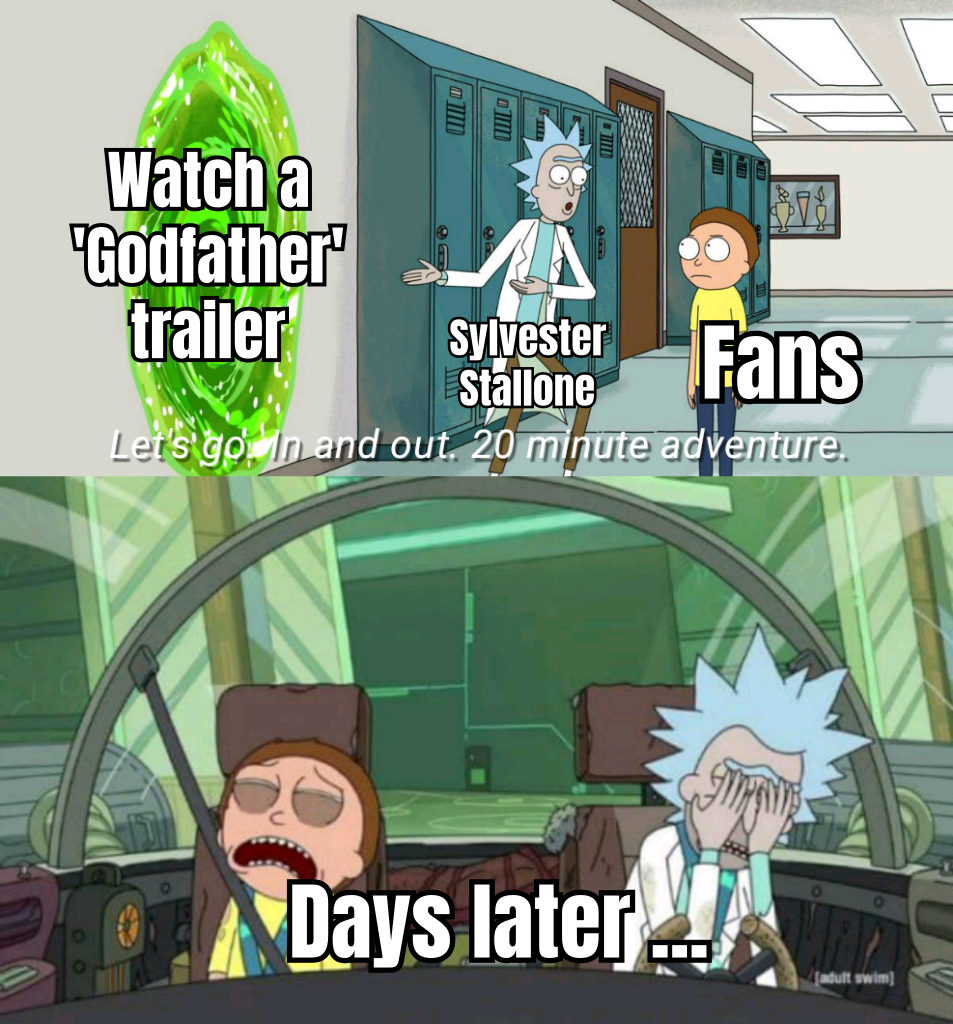 Watch a
'Godfather'
trailer
Sylvester
Stallone
Fans
Let's go. In and out. 20 minute adventure.
Days later ...
[adult swim]